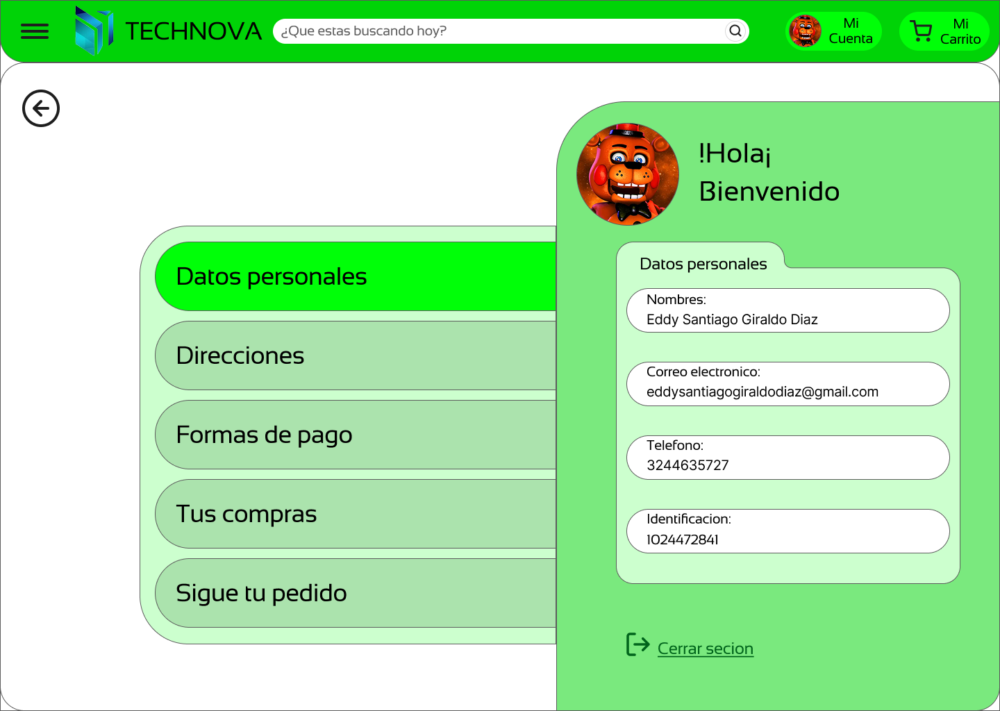 TECHNOVA
¿Que estas buscando hoy?
Mi
Cuenta
Mi
Carrito
!Hola¡
Bienvenido
Datos personales
Direcciones
Formas de pago
Tus compras
Sigue tu pedido
Datos personales
Nombres:
Eddy Santiago Giraldo Diaz
Correo electronico:
eddysantiagogiraldodiaz@gmail.com
Telefono:
3244635727
Identificacion:
1024472841
Cerrar secion